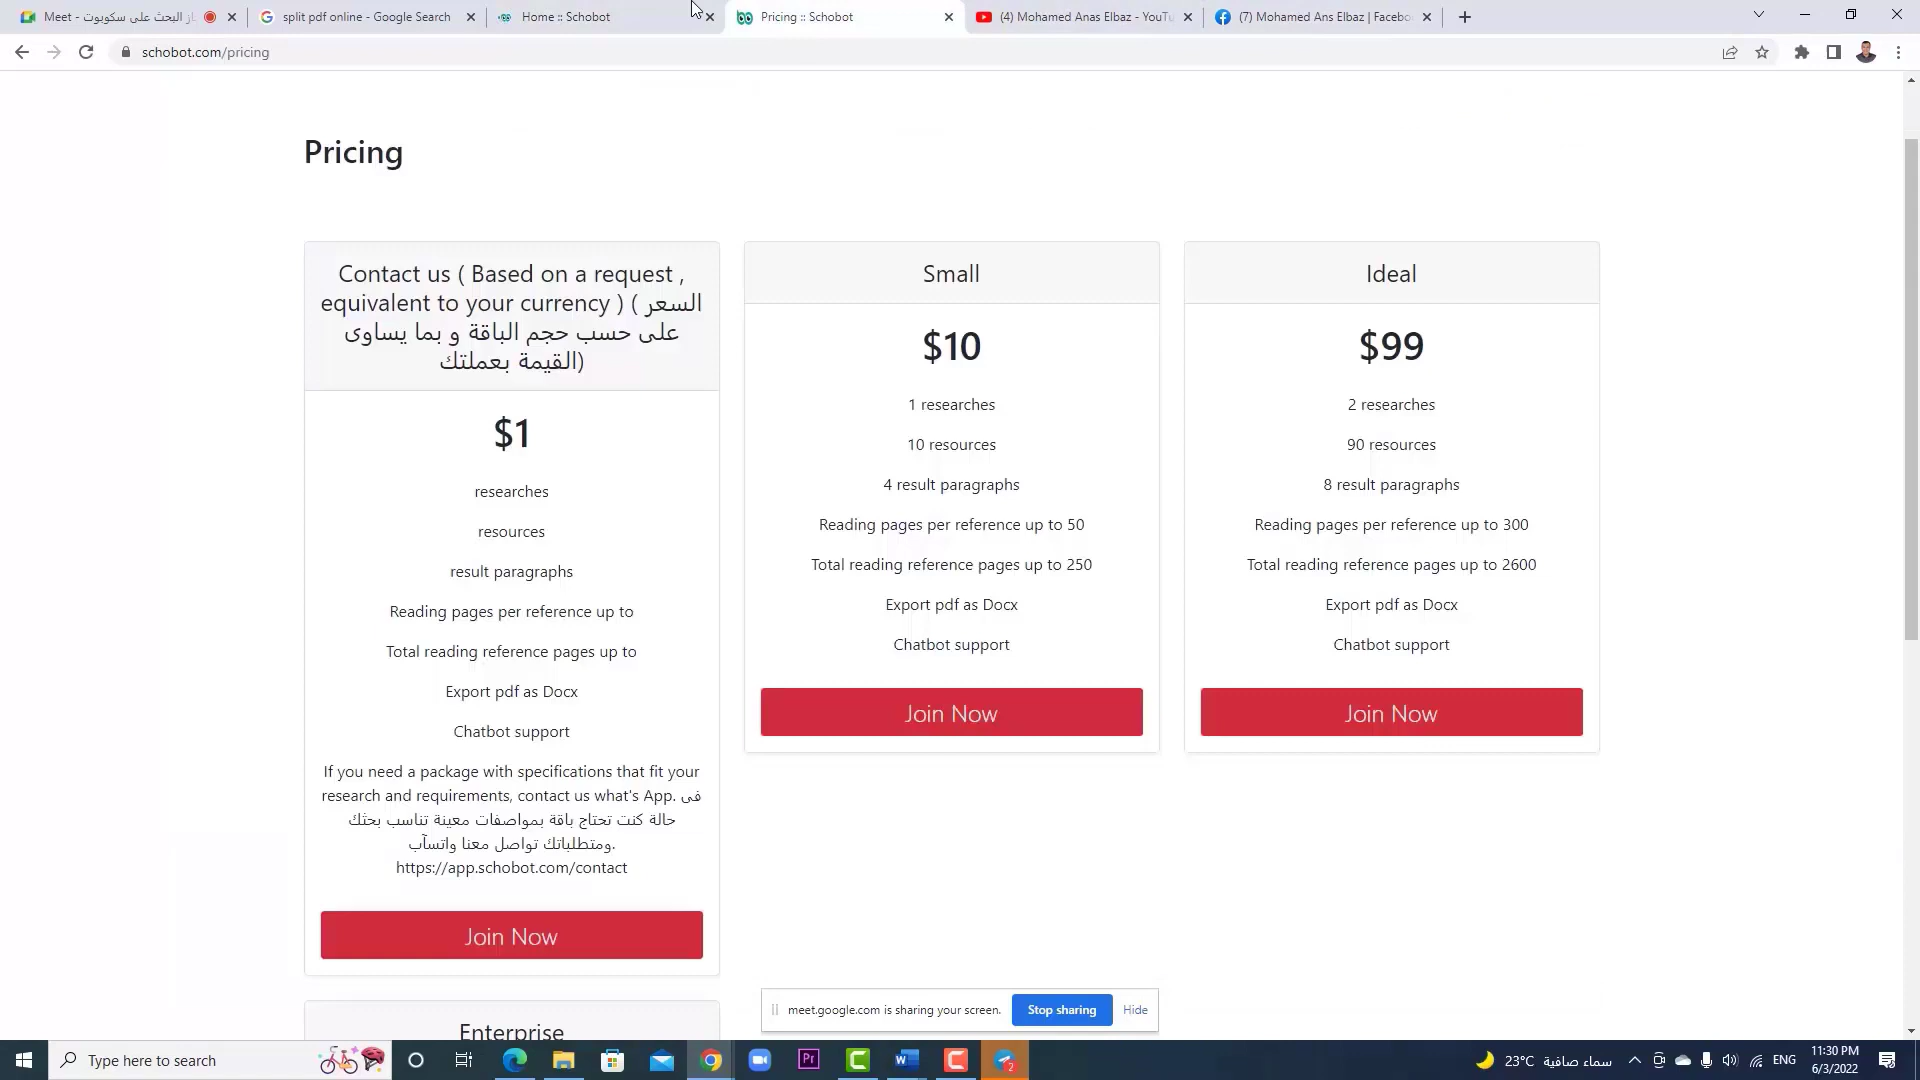 Meet - از البحث على سكوبوت
split pdf online - Google Search
Home :: Schobot
Pricing :: Schobot
(4) Mohamed Anas Elbaz - YouTu
(7) Mohamed Ans Elbaz | Facebo
schobot.com/pricing
Pricing
Contact us ( Based on a request ,
equivalent to your currency ) ( السعر
على حسب حجم الباقة و بما يساوى
القيمة بعملتك)
$1
researches
resources
result paragraphs
Reading pages per reference up to
Total reading reference pages up to
Export pdf as Docx
Chatbot support
If you need a package with specifications that fit your
research and requirements, contact us what's App. فى
حالة كنت تحتاج باقة بمواصفات معينة تناسب بحثك
ومتطلباتك تواصل معنا واتسآب.
https://app.schobot.com/contact
Join Now
Small
$10
1 researches
10 resources
4 result paragraphs
Reading pages per reference up to 50
Total reading reference pages up to 250
Export pdf as Docx
Chatbot support
Join Now
Ideal
$99
2 researches
90 resources
8 result paragraphs
Reading pages per reference up to 300
Total reading reference pages up to 2600
Export pdf as Docx
Chatbot support
Join Now
Enterprise
meet.google.com is sharing your screen.
Stop sharing
Hide
Type here to search
Pr
2
23°C سماء صافية
ENG
11:30 PM
6/3/2022